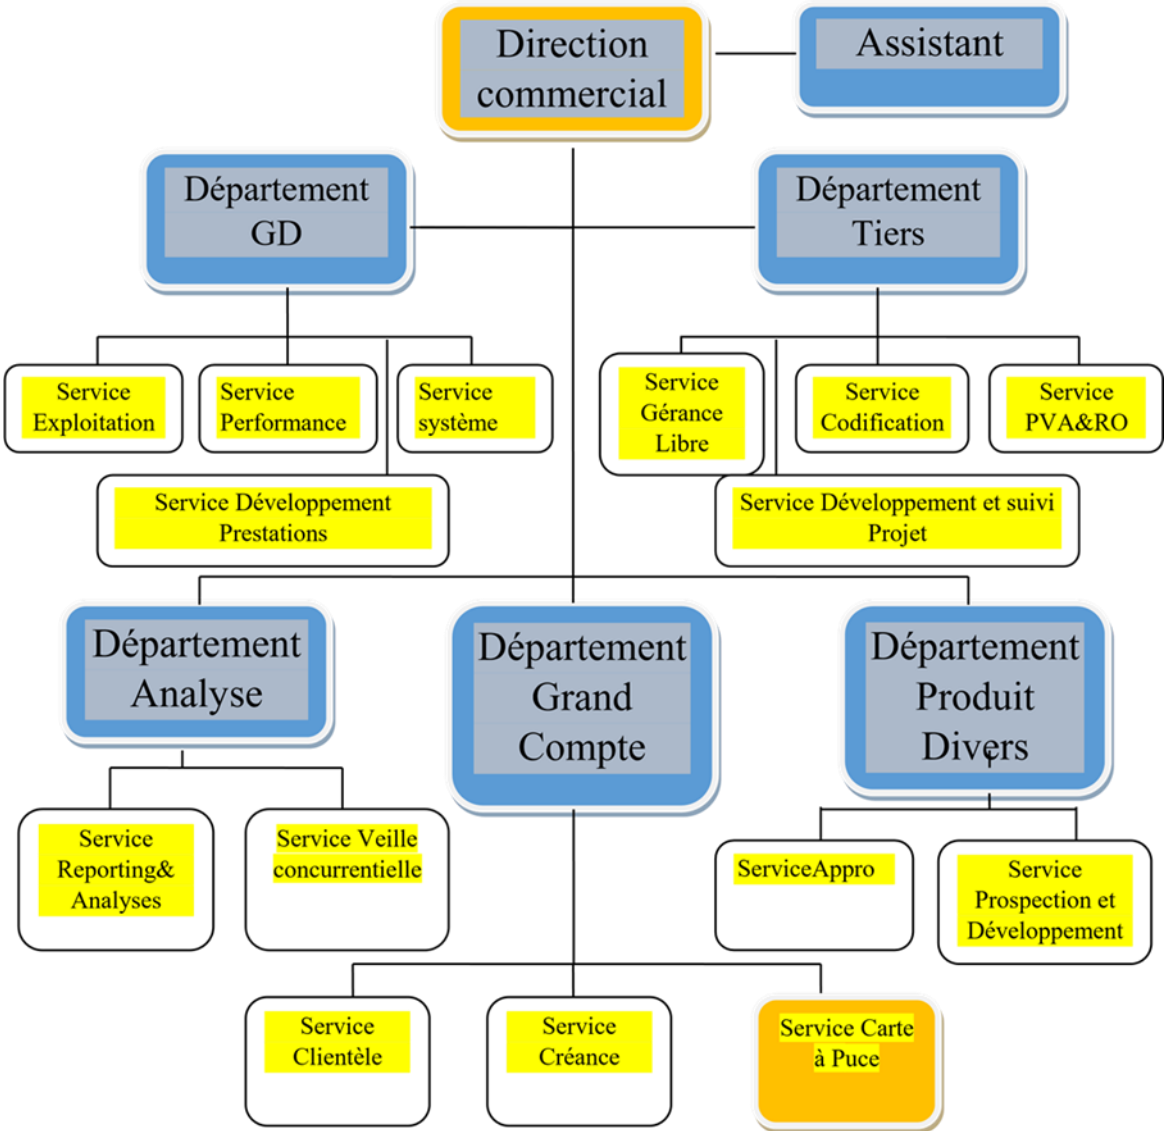 Direction
commercial
Assistant
Département
GD
Département
Tiers
Service
Exploitation
Service
Performance
Service
système
Service
Gérance
Libre
Service
Codification
Service
PVA&RO
Service Développement
Prestations
Service Développement et suivi
Projet
Département
Analyse
Département
Grand
Compte
Département
Produit
Divers
Service
Reporting&
Analyses
Service Veille
concurrentielle
ServiceAppro
Service
Prospection et
Développement
Service
Clientèle
Service
Créance
Service Carte
à Puce